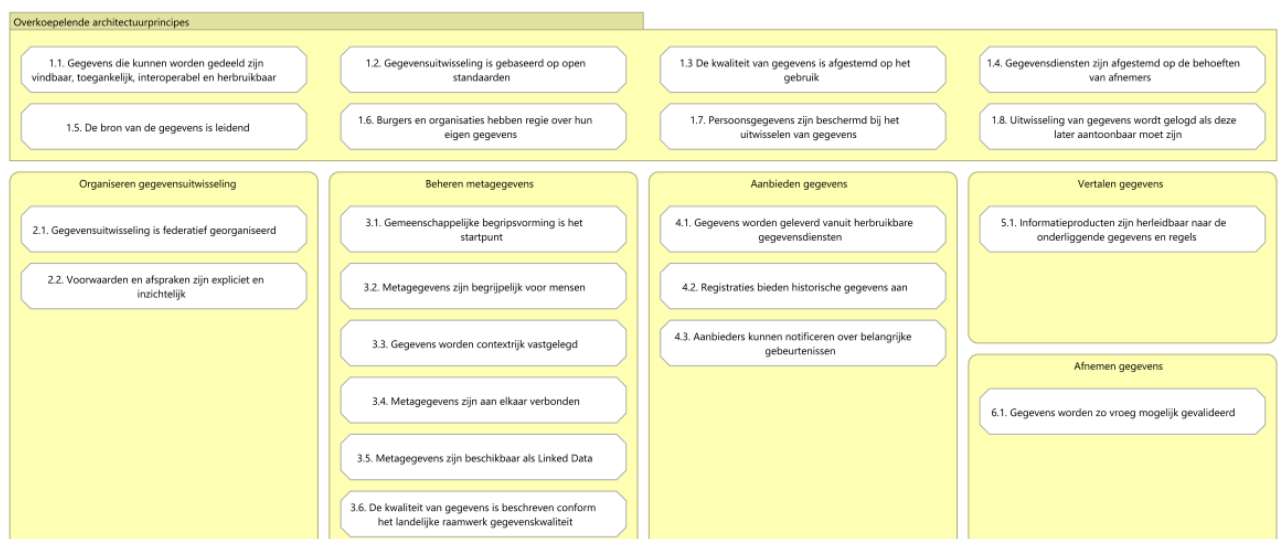 Overkoepelende architectuurprincipes
1.1. Gegevens die kunnen worden gedeeld zijn
vindbaar, toegankelijk, interoperabel en herbruikbaar
1.2. Gegevensuitwisseling is gebaseerd op open
standaarden
1.3 De kwaliteit van gegevens is afgestemd op het
gebruik
1.4. Gegevensdiensten zijn afgestemd op de behoeften
van afnemers
1.5. De bron van de gegevens is leidend
1.6. Burgers en organisaties hebben regie over hun
eigen gegevens
1.7. Persoonsgegevens zijn beschermd bij het
uitwisselen van gegevens
1.8. Uitwisseling van gegevens wordt gelogd als deze
later aantoonbaar moet zijn
Organiseren gegevensuitwisseling
2.1. Gegevensuitwisseling is federatief georganiseerd
2.2. Voorwaarden en afspraken zijn expliciet en
inzichtelijk
Beheren metagegevens
3.1. Gemeenschappelijke begripsvorming is het
startpunt
3.2. Metagegevens zijn begrijpelijk voor mensen
3.3. Gegevens worden contextrijk vastgelegd
3.4. Metagegevens zijn aan elkaar verbonden
3.5. Metagegevens zijn beschikbaar als Linked Data
3.6. De kwaliteit van gegevens is beschreven conform
het landelijke raamwerk gegevenskwaliteit
Aanbieden gegevens
4.1. Gegevens worden geleverd vanuit herbruikbare
gegevensdiensten
4.2. Registraties bieden historische gegevens aan
4.3. Aanbieders kunnen notificeren over belangrijke
gebeurtenissen
Vertalen gegevens
5.1. Informatieproducten zijn herleidbaar naar de
onderliggende gegevens en regels
Afnemen gegevens
6.1. Gegevens worden zo vroeg mogelijk gevalideerd